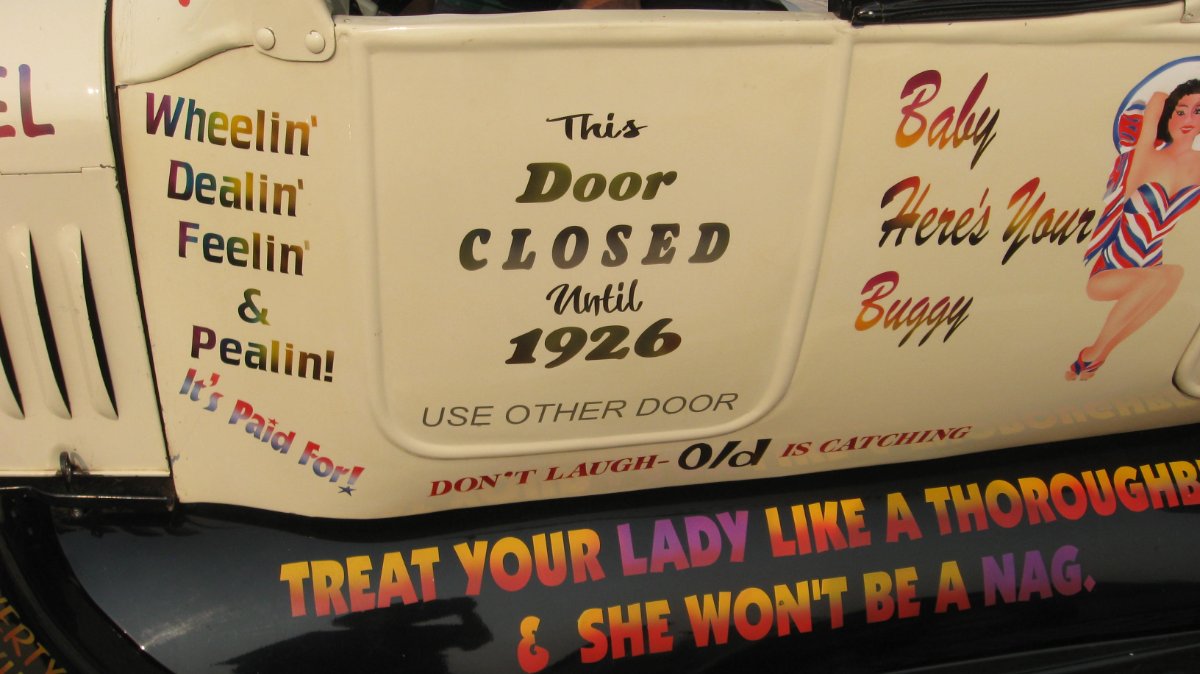 EL
Wheelin'
Dealin'
Feelin'
&
Pealin!
It's Paid For!
This
Door
CLOSED
Until
1926
USE OTHER DOOR
Baby
Here's Your
Buggy
DON'T LAUGH- Old IS CATCHING
TREAT YOUR LADY LIKE A THOROUGHB
& SHE WON'T BE A NAG.
ERTY